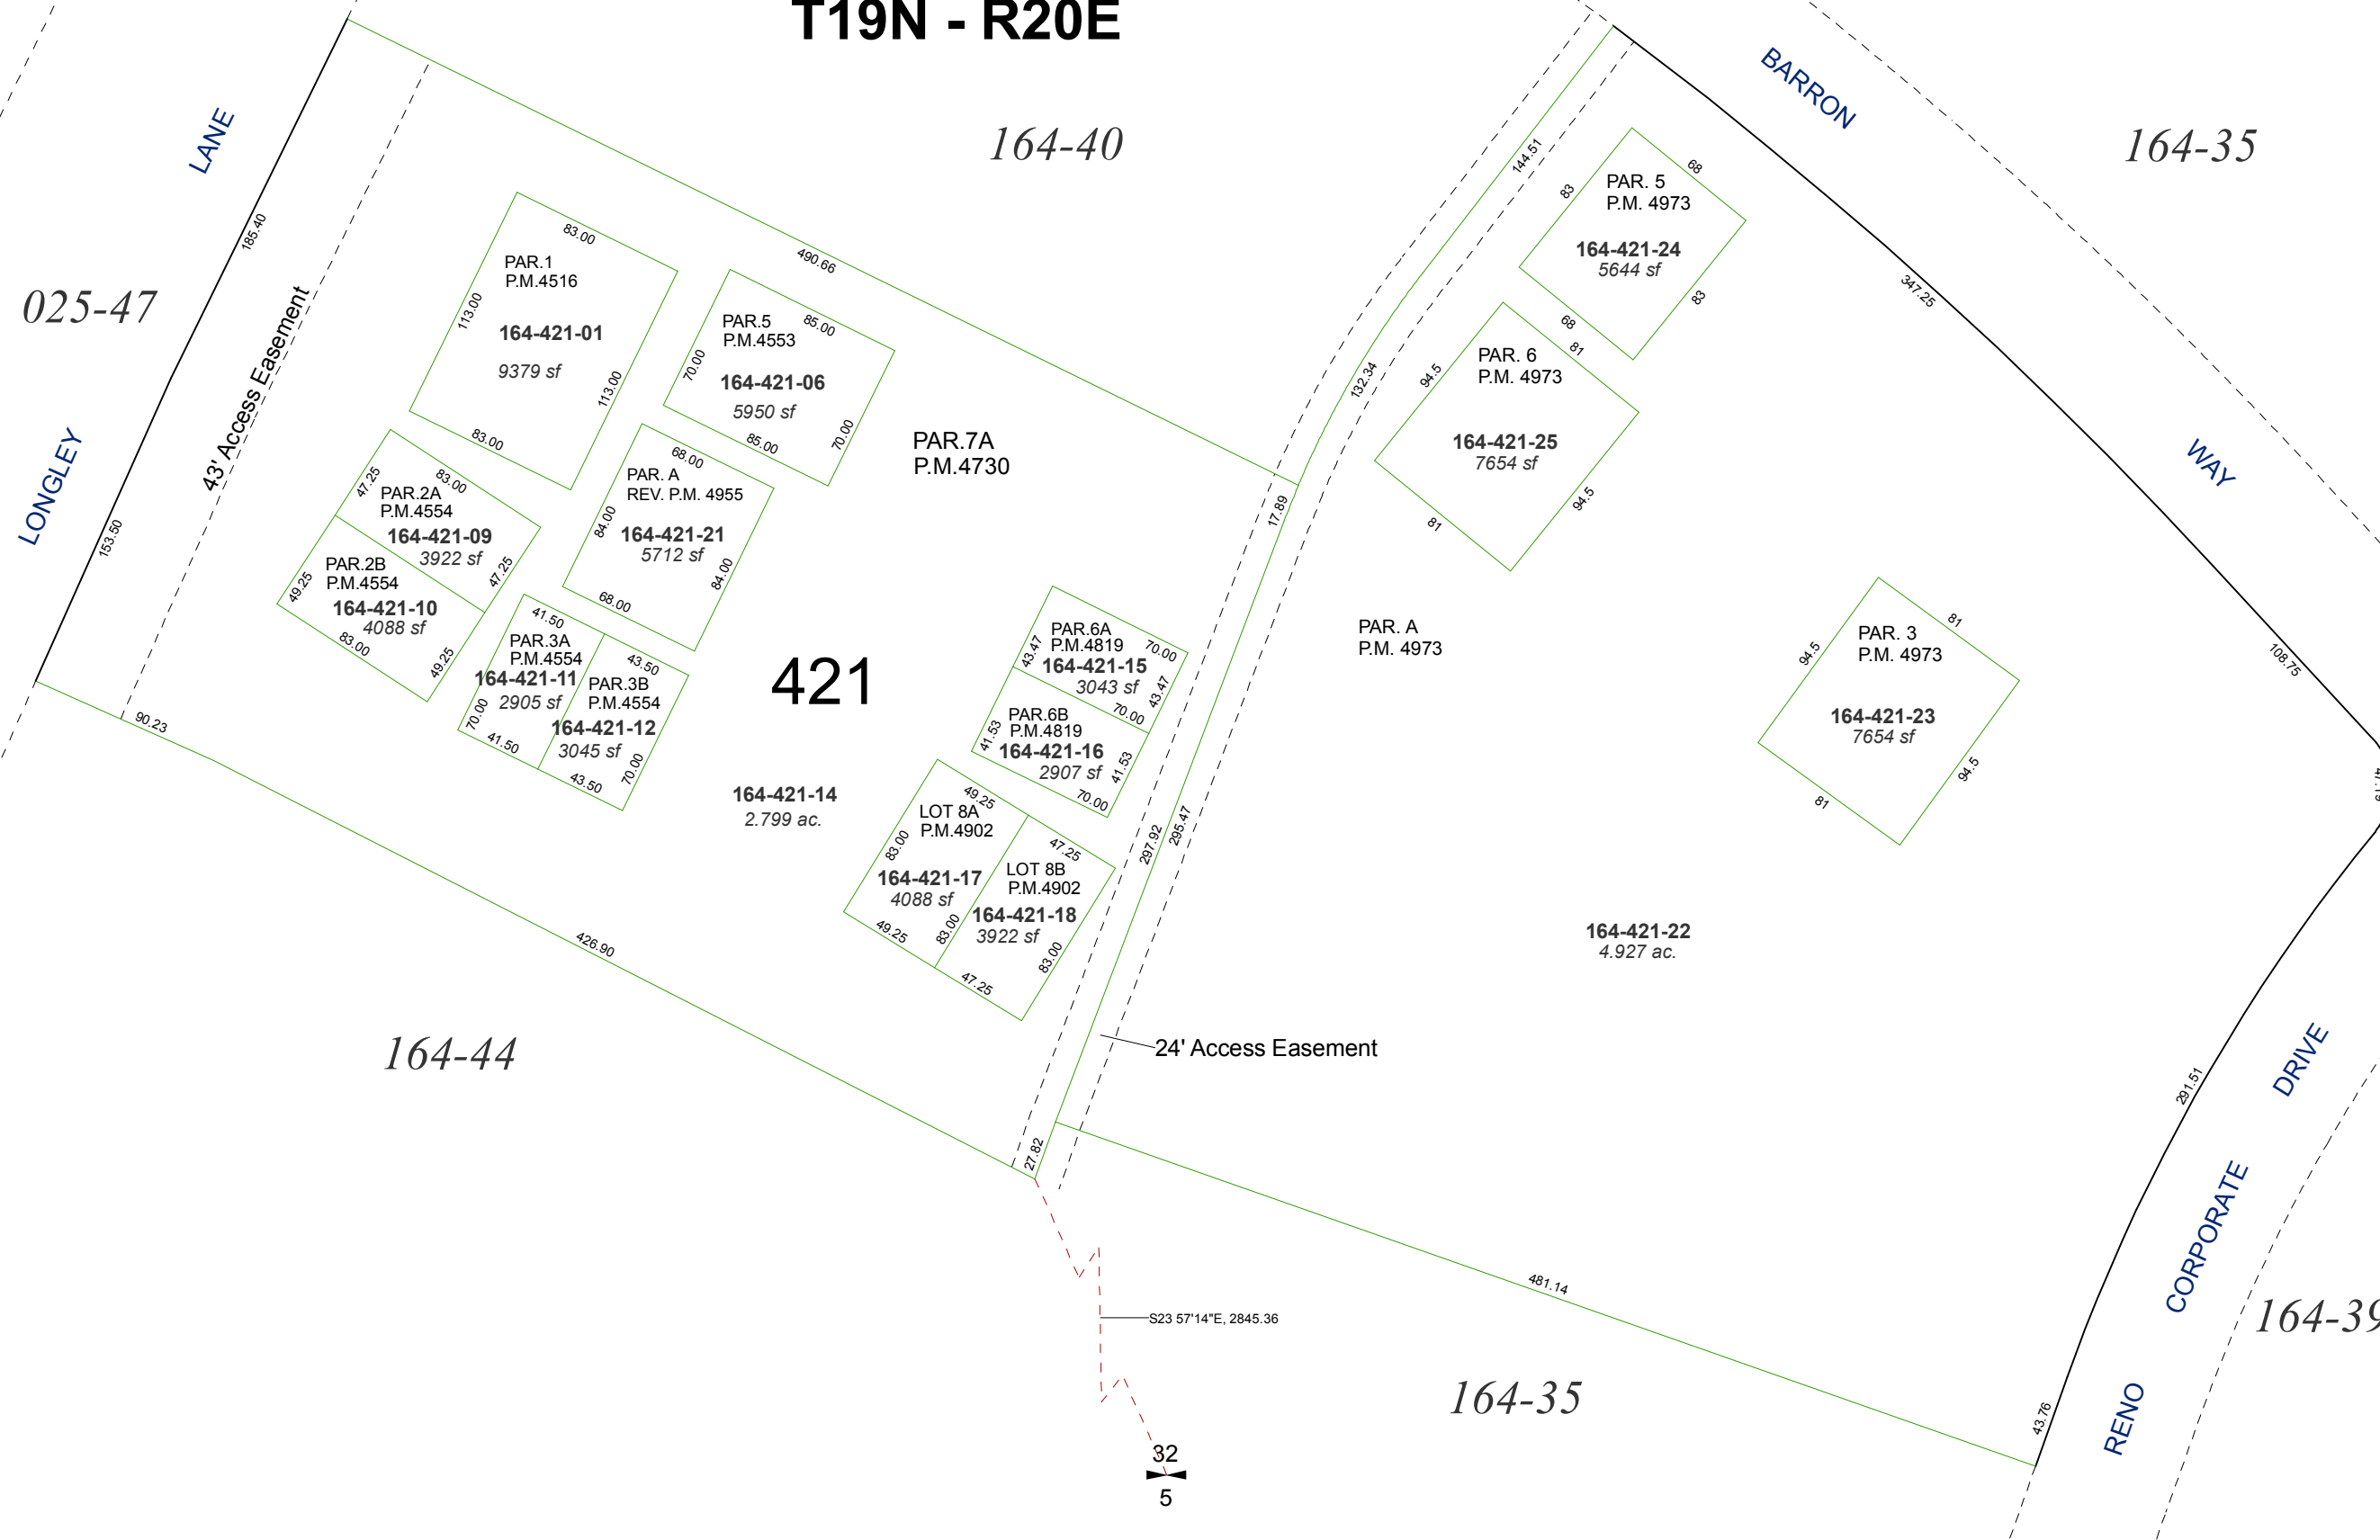 T19N - R20E
BARRON
WAY
LONGLEY
LANE
RENO
CORPORATE
DRIVE
164-40
164-35
025-47
164-44
164-35
164-39
421
43' Access Easement
24' Access Easement
185.40
153.50
90.23
490.66
426.90
144.51
132.34
17.89
297.92
295.47
27.82
347.25
108.75
291.51
43.76
481.14
PAR.1
P.M.4516
164-421-01
9379 sf
83.00
113.00
113.00
83.00
PAR.5
P.M.4553
164-421-06
5950 sf
85.00
70.00
70.00
85.00
PAR.7A
P.M.4730
164-421-14
2.799 ac.
PAR.2A
P.M.4554
164-421-09
3922 sf
47.25
83.00
47.25
PAR.2B
P.M.4554
164-421-10
4088 sf
49.25
83.00
49.25
PAR. A
REV. P.M. 4955
164-421-21
5712 sf
68.00
84.00
84.00
68.00
PAR.3A
P.M.4554
164-421-11
2905 sf
41.50
70.00
41.50
PAR.3B
P.M.4554
164-421-12
3045 sf
43.50
70.00
43.50
PAR.6A
P.M.4819
164-421-15
3043 sf
43.47
70.00
43.47
70.00
PAR.6B
P.M.4819
164-421-16
2907 sf
41.53
41.53
70.00
LOT 8A
P.M.4902
164-421-17
4088 sf
49.25
83.00
83.00
49.25
LOT 8B
P.M.4902
164-421-18
3922 sf
47.25
83.00
47.25
PAR. 5
P.M. 4973
164-421-24
5644 sf
68
83
83
68
PAR. 6
P.M. 4973
164-421-25
7654 sf
81
94.5
94.5
81
PAR. A
P.M. 4973
164-421-22
4.927 ac.
PAR. 3
P.M. 4973
164-421-23
7654 sf
81
94.5
94.5
81
S23 57'14"E, 2845.36
32
5